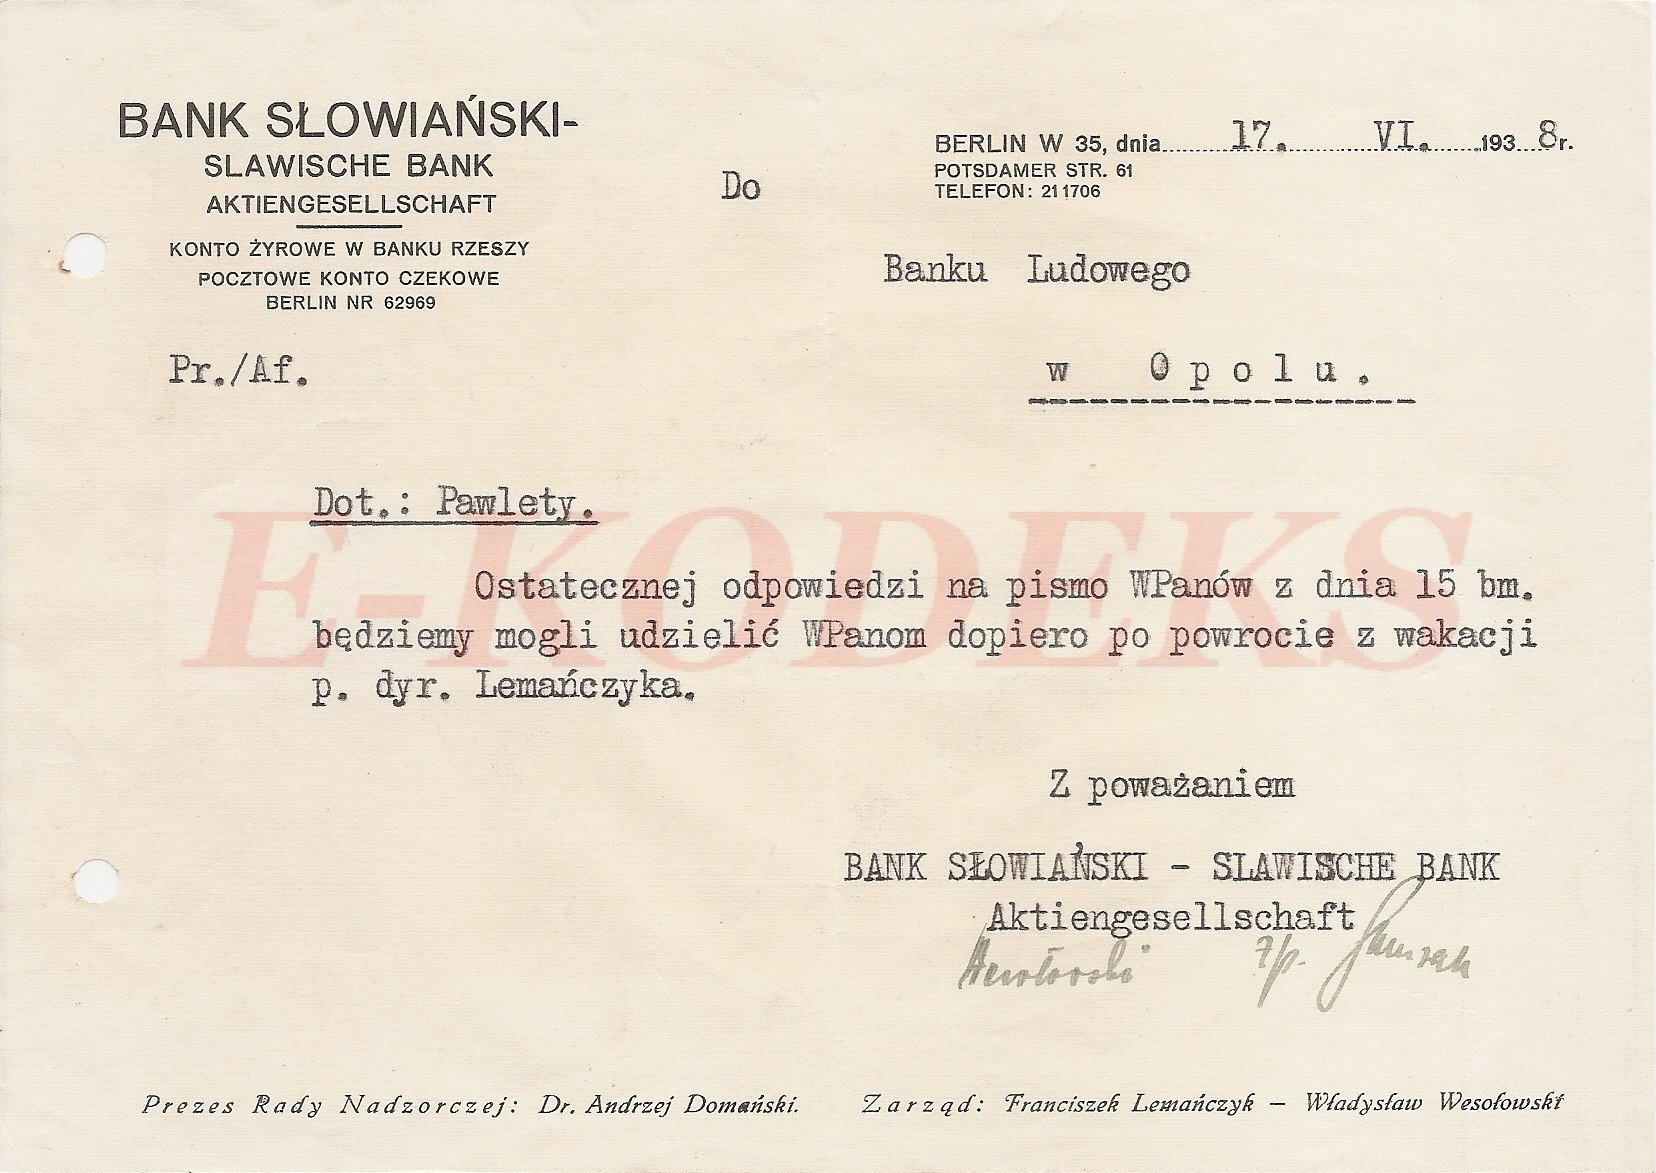 BANK SŁOWIAŃSKI-
SLAWISCHE BANK
AKTIENGESELLSCHAFT
KONTO ŻYROWE W BANKU RZESZY
POCZTOWE KONTO CZEKOWE
BERLIN NR 62969
BERLIN W 35, dnia 17. VI. 1938r.
POTSDAMER STR. 61
TELEFON: 211706
Do
Banku Ludowego
w Opolu.
Pr./Af.
Dot.: Pawlety.
E-KODEKS
Ostatecznej odpowiedzi na pismo WPanów z dnia 15 bm.
będziemy mogli udzielić WPanom dopiero po powrocie z wakacji
p. dyr. Lemańczyka.
Z poważaniem
BANK SŁOWIAŃSKI - SLAWISCHE BANK
Aktiengesellschaft
Prezes Rady Nadzorczej: Dr. Andrzej Domański.
Zarząd: Franciszek Lemańczyk — Władysław Wesołowski